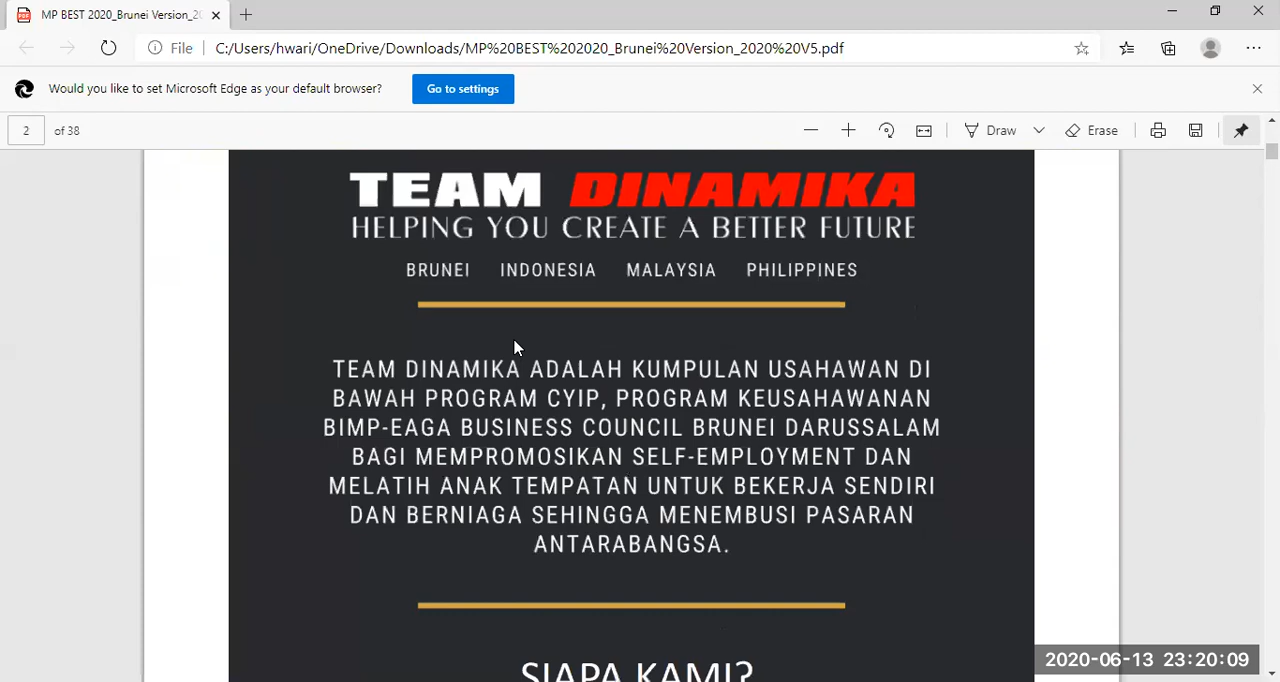 MP BEST 2020_Brunei Version_20
File
C:/Users/hwari/OneDrive/Downloads/MP%20BEST%202020_Brunei%20Version_2020%20V5.pdf
Would you like to set Microsoft Edge as your default browser?
Go to settings
2 of 38
Draw
Erase
TEAM DINAMIKA
HELPING YOU CREATE A BETTER FUTURE
BRUNEI INDONESIA MALAYSIA PHILIPPINES
TEAM DINAMIKA ADALAH KUMPULAN USAHAWAN DI
BAWAH PROGRAM CYIP, PROGRAM KEUSAHAWANAN
BIMP-EAGA BUSINESS COUNCIL BRUNEI DARUSSALAM
BAGI MEMPROMOSIKAN SELF-EMPLOYMENT DAN
MELATIH ANAK TEMPATAN UNTUK BEKERJA SENDIRI
DAN BERNIAGA SEHINGGA MENEMBUSI PASARAN
ANTARABANGSA.
SIAPA KAMI?
2020-06-13 23:20:09